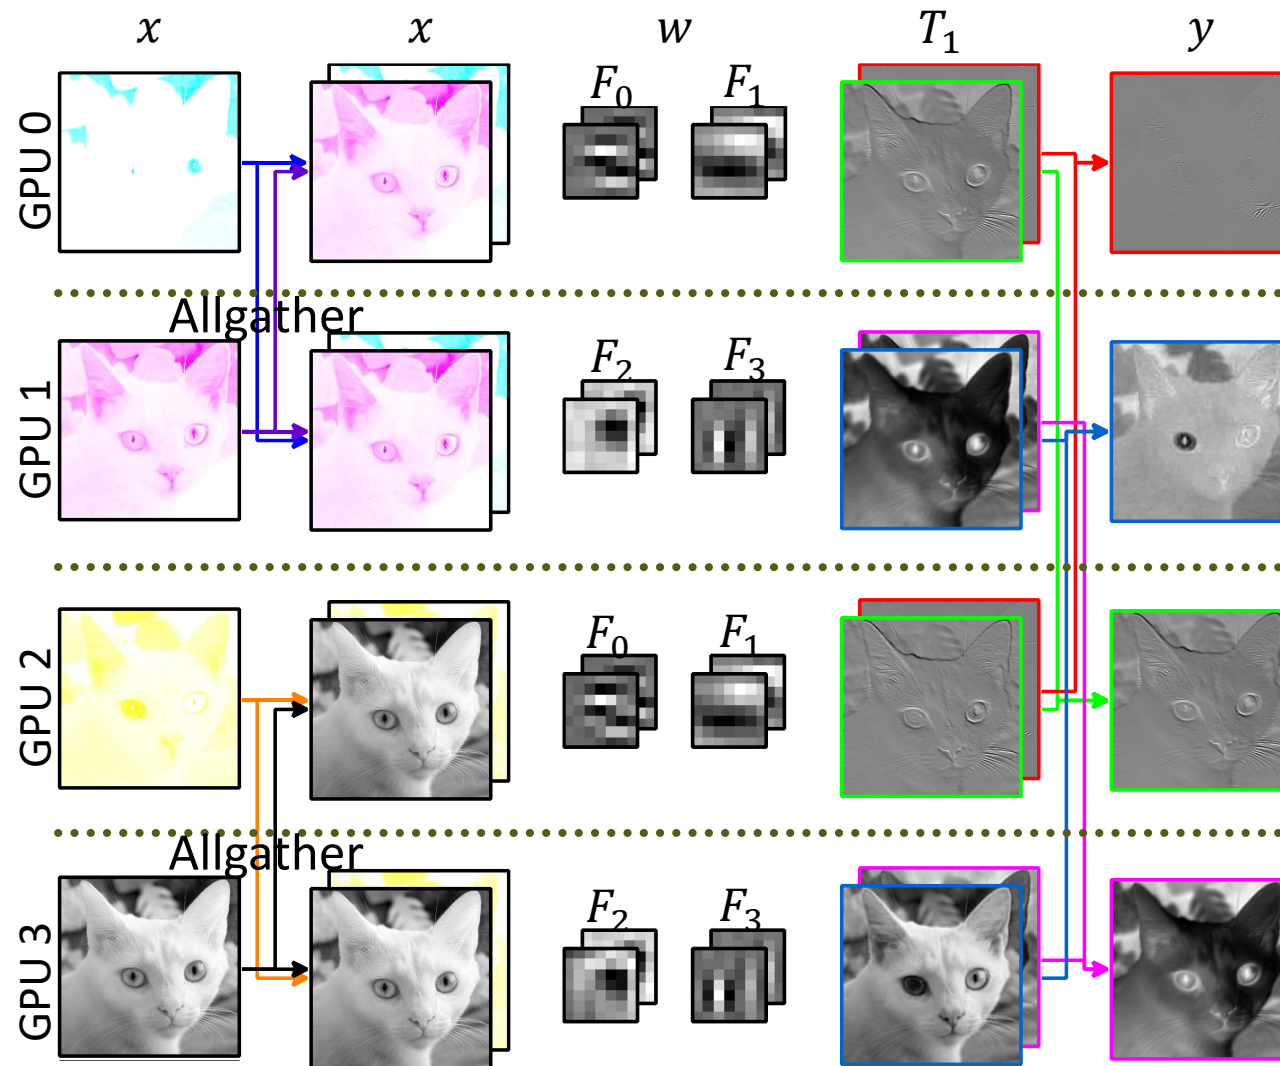 x x w T₁ y
GPU 0
F₀ F₁
Allgather
GPU 1
F₂ F₃
GPU 2
F₀ F₁
Allgather
GPU 3
F₂ F₃